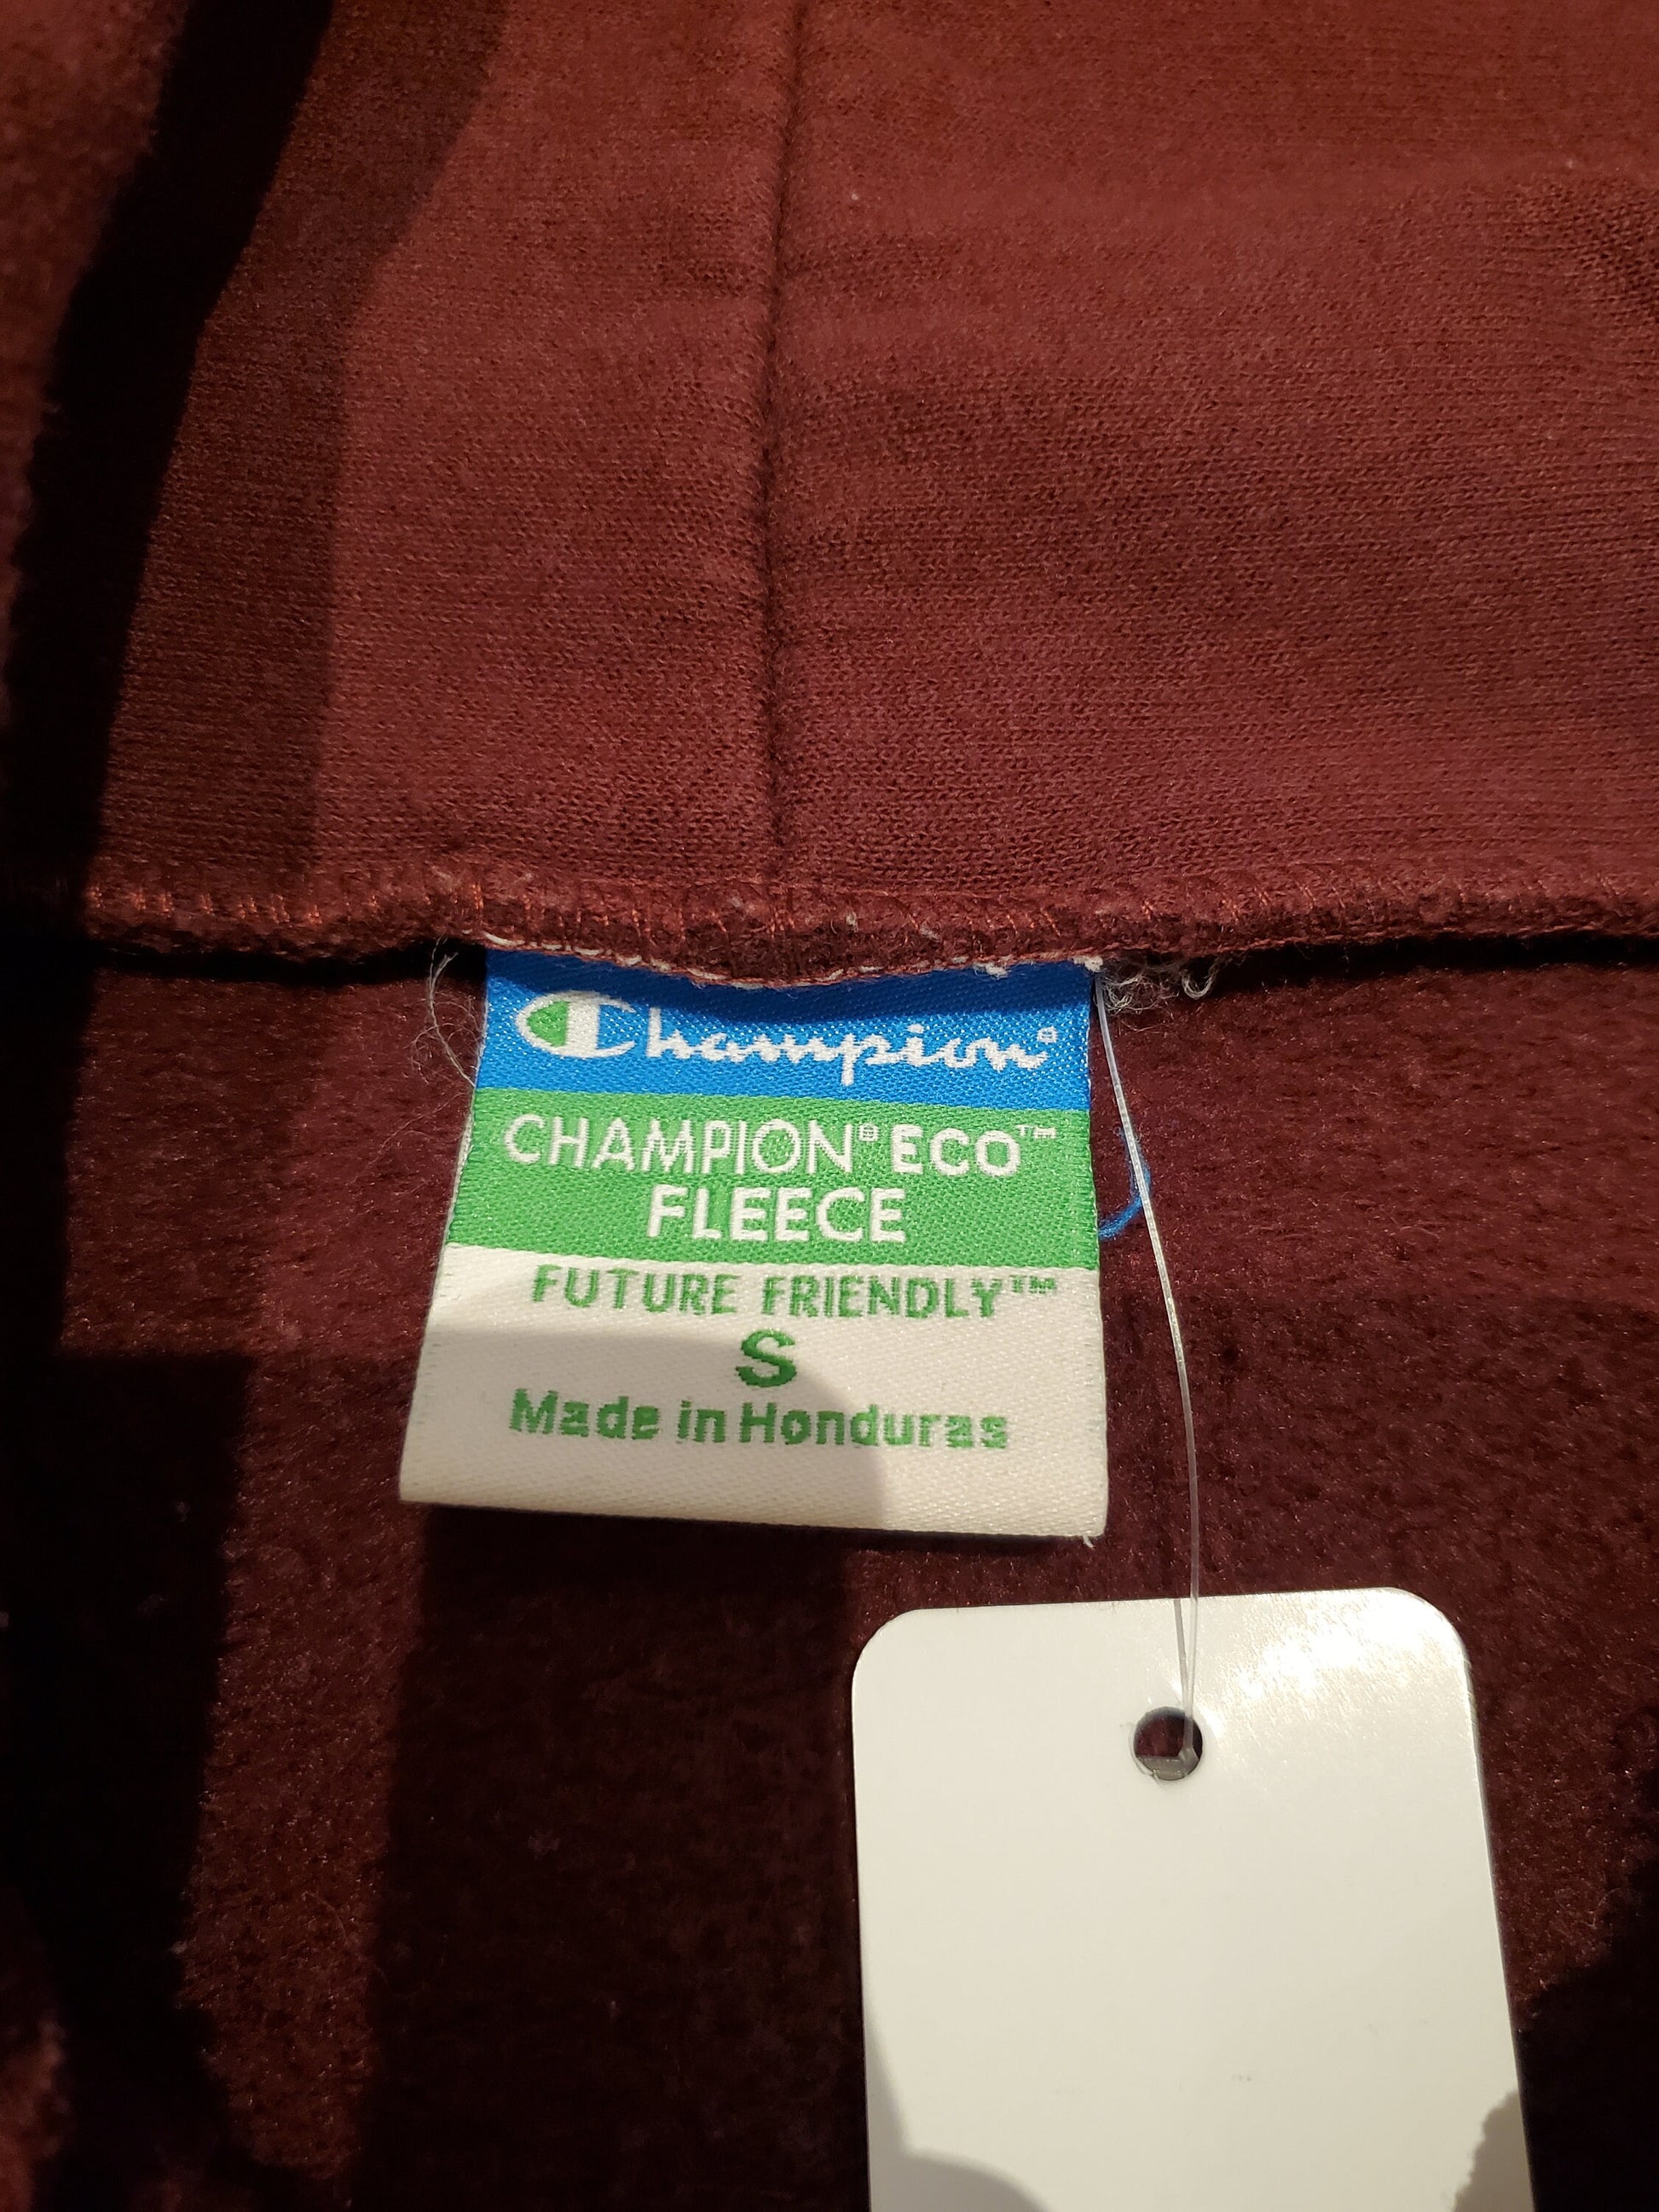 Champion®
CHAMPION® ECO™
FLEECE
FUTURE FRIENDLY™
S
Made in Honduras